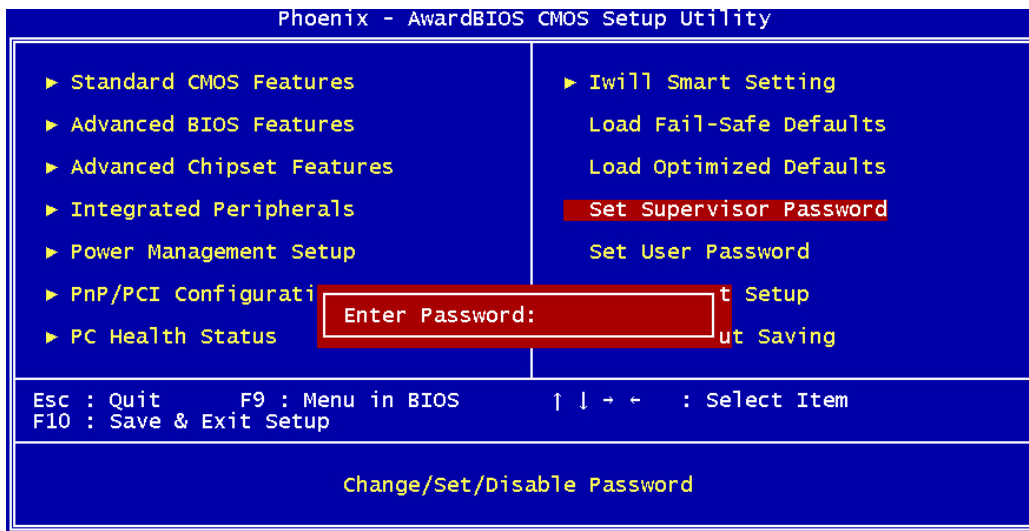 Phoenix - AwardBIOS CMOS Setup Utility
► Standard CMOS Features
► Advanced BIOS Features
► Advanced Chipset Features
► Integrated Peripherals
► Power Management Setup
► PnP/PCI Configurati
► PC Health Status
► Iwill Smart Setting
Load Fail-Safe Defaults
Load Optimized Defaults
Set Supervisor Password
Set User Password
t Setup
ut Saving
Enter Password:
Esc : Quit F9 : Menu in BIOS ↑ ↓ → ← : Select Item
F10 : Save & Exit Setup
Change/Set/Disable Password